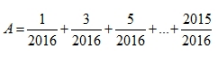 A = 1/2016 + 3/2016 + 5/2016 + ... + 2015/2016